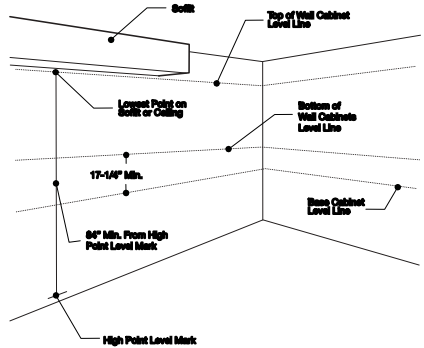 Soffit
Top of Wall Cabinet
Level Line
Lowest Point on
Soffit or Ceiling
Bottom of
Wall Cabinets
Level Line
17-1/4" Min.
Base Cabinet
Level Line
84" Min. From High
Point Level Mark
High Point Level Mark